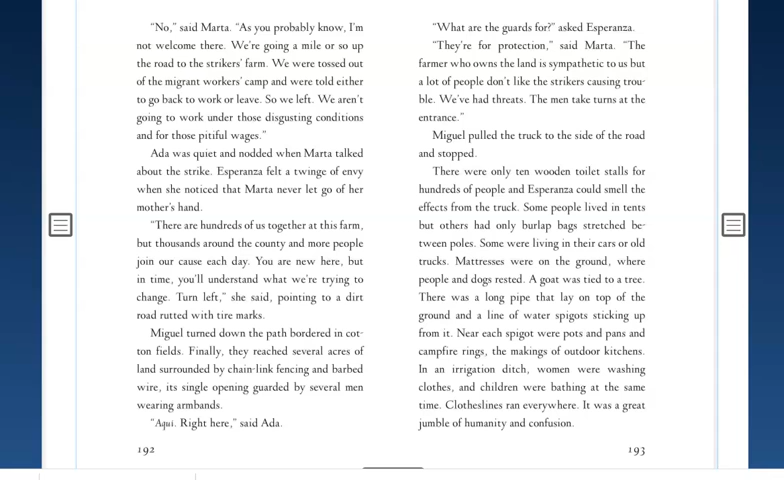 “No,” said Marta. “As you probably know, I’m
not welcome there. We’re going a mile or so up
the road to the strikers’ farm. We were tossed out
of the migrant workers’ camp and were told either
to go back to work or leave. So we left. We aren’t
going to work under those disgusting conditions
and for those pitiful wages.”
Ada was quiet and nodded when Marta talked
about the strike. Esperanza felt a twinge of envy
when she noticed that Marta never let go of her
mother’s hand.
“There are hundreds of us together at this farm,
but thousands around the county and more people
join our cause each day. You are new here, but
in time, you’ll understand what we’re trying to
change. Turn left,” she said, pointing to a dirt
road rutted with tire marks.
Miguel turned down the path bordered in cot-
ton fields. Finally, they reached several acres of
land surrounded by chain-link fencing and barbed
wire, its single opening guarded by several men
wearing armbands.
“Aquí. Right here,” said Ada.
192
“What are the guards for?” asked Esperanza.
“They’re for protection,” said Marta. “The
farmer who owns the land is sympathetic to us but
a lot of people don’t like the strikers causing trou-
ble. We’ve had threats. The men take turns at the
entrance.”
Miguel pulled the truck to the side of the road
and stopped.
There were only ten wooden toilet stalls for
hundreds of people and Esperanza could smell the
effects from the truck. Some people lived in tents
but others had only burlap bags stretched be-
tween poles. Some were living in their cars or old
trucks. Mattresses were on the ground, where
people and dogs rested. A goat was tied to a tree.
There was a long pipe that lay on top of the
ground and a line of water spigots sticking up
from it. Near each spigot were pots and pans and
campfire rings, the makings of outdoor kitchens.
In an irrigation ditch, women were washing
clothes, and children were bathing at the same
time. Clotheslines ran everywhere. It was a great
jumble of humanity and confusion.
193